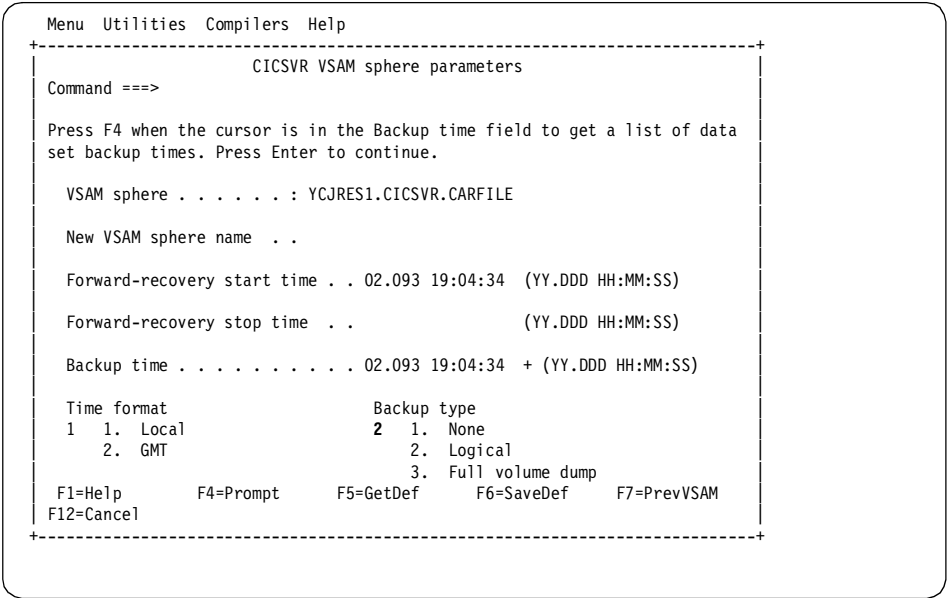 Menu Utilities Compilers Help
CICSVR VSAM sphere parameters
Command ===>
Press F4 when the cursor is in the Backup time field to get a list of data
set backup times. Press Enter to continue.
VSAM sphere . . . . . . : YCJRES1.CICSVR.CARFILE
New VSAM sphere name . .
Forward-recovery start time . . 02.093 19:04:34 (YY.DDD HH:MM:SS)
Forward-recovery stop time . . (YY.DDD HH:MM:SS)
Backup time . . . . . . . . . . 02.093 19:04:34 + (YY.DDD HH:MM:SS)
Time format Backup type
1 1. Local 2 1. None
2. GMT 2. Logical
3. Full volume dump
F1=Help F4=Prompt F5=GetDef F6=SaveDef F7=PrevVSAM
F12=Cancel